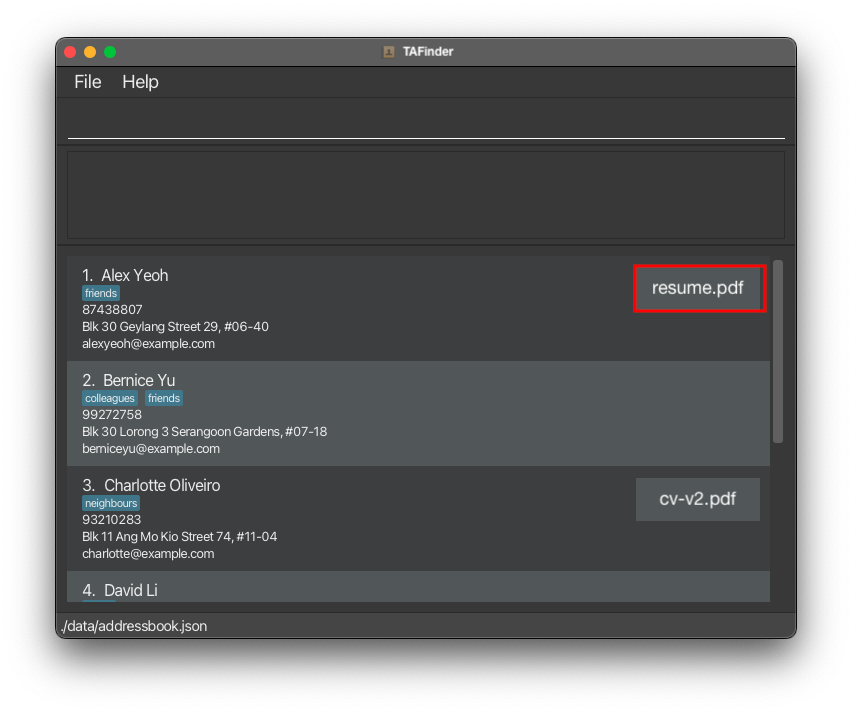 TAFinder
File Help
1. Alex Yeoh
friends
87438807
Blk 30 Geylang Street 29, #06-40
alexyeoh@example.com
resume.pdf
2. Bernice Yu
colleagues friends
99272758
Blk 30 Lorong 3 Serangoon Gardens, #07-18
berniceyu@example.com
3. Charlotte Oliveiro
neighbours
93210283
Blk 11 Ang Mo Kio Street 74, #11-04
charlotte@example.com
cv-v2.pdf
4. David Li
./data/addressbook.json